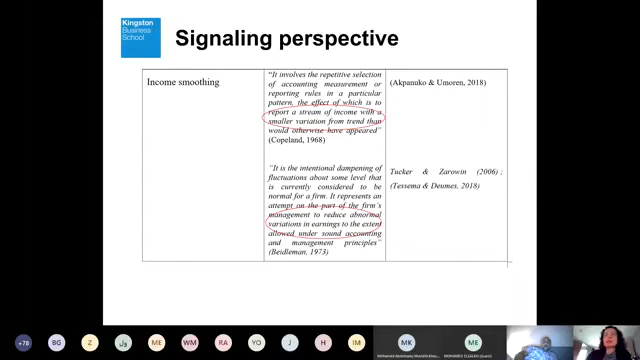 Kingston
Business
School
Signaling perspective
Income smoothing
"It involves the repetitive selection
of accounting measurement or
reporting rules in a particular
pattern, the effect of which is to
report a stream of income with a
smaller variation from trend than
would otherwise have appeared"
(Copeland, 1968)
(Akpanuko & Umoren, 2018)
"It is the intentional dampening of
fluctuations about some level that
is currently considered to be
normal for a firm. It represents an
attempt on the part of the firm's
management to reduce abnormal
variations in earnings to the extent
allowed under sound accounting
and management principles"
(Beidleman, 1973)
Tucker & Zarowin (2006) ;
(Tessema & Deumes, 2018)
+78
BG
Z
ول
ME
WM
RA
YO
J
H
IM
MK
ME